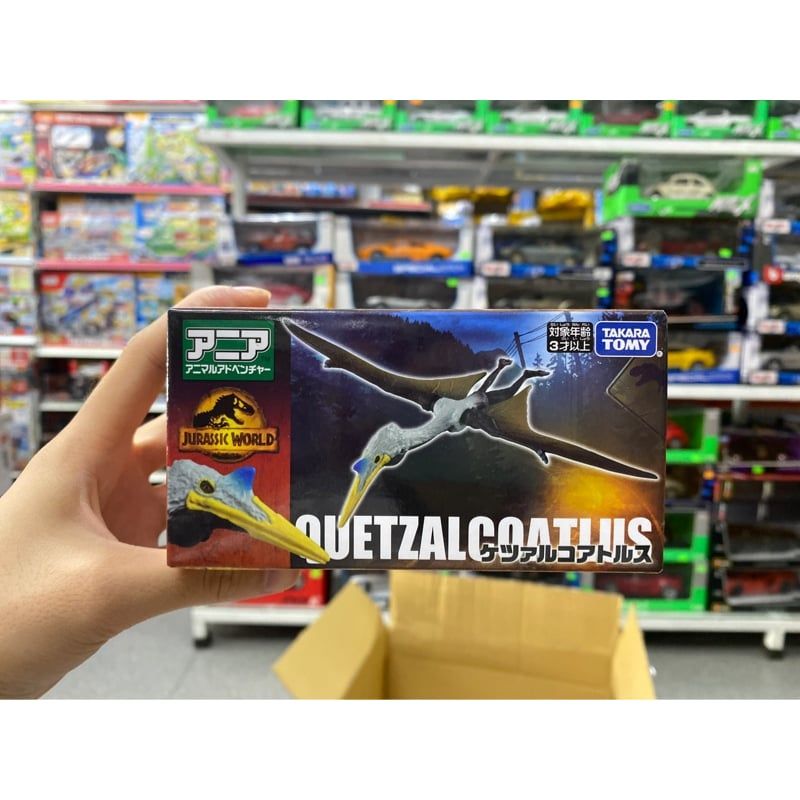 アニア
アニマルアドベンチャー
JURASSIC WORLD
対象年齢
3才以上
TAKARA
TOMY
QUETZALCOATLUS
ケツァルコアトルス